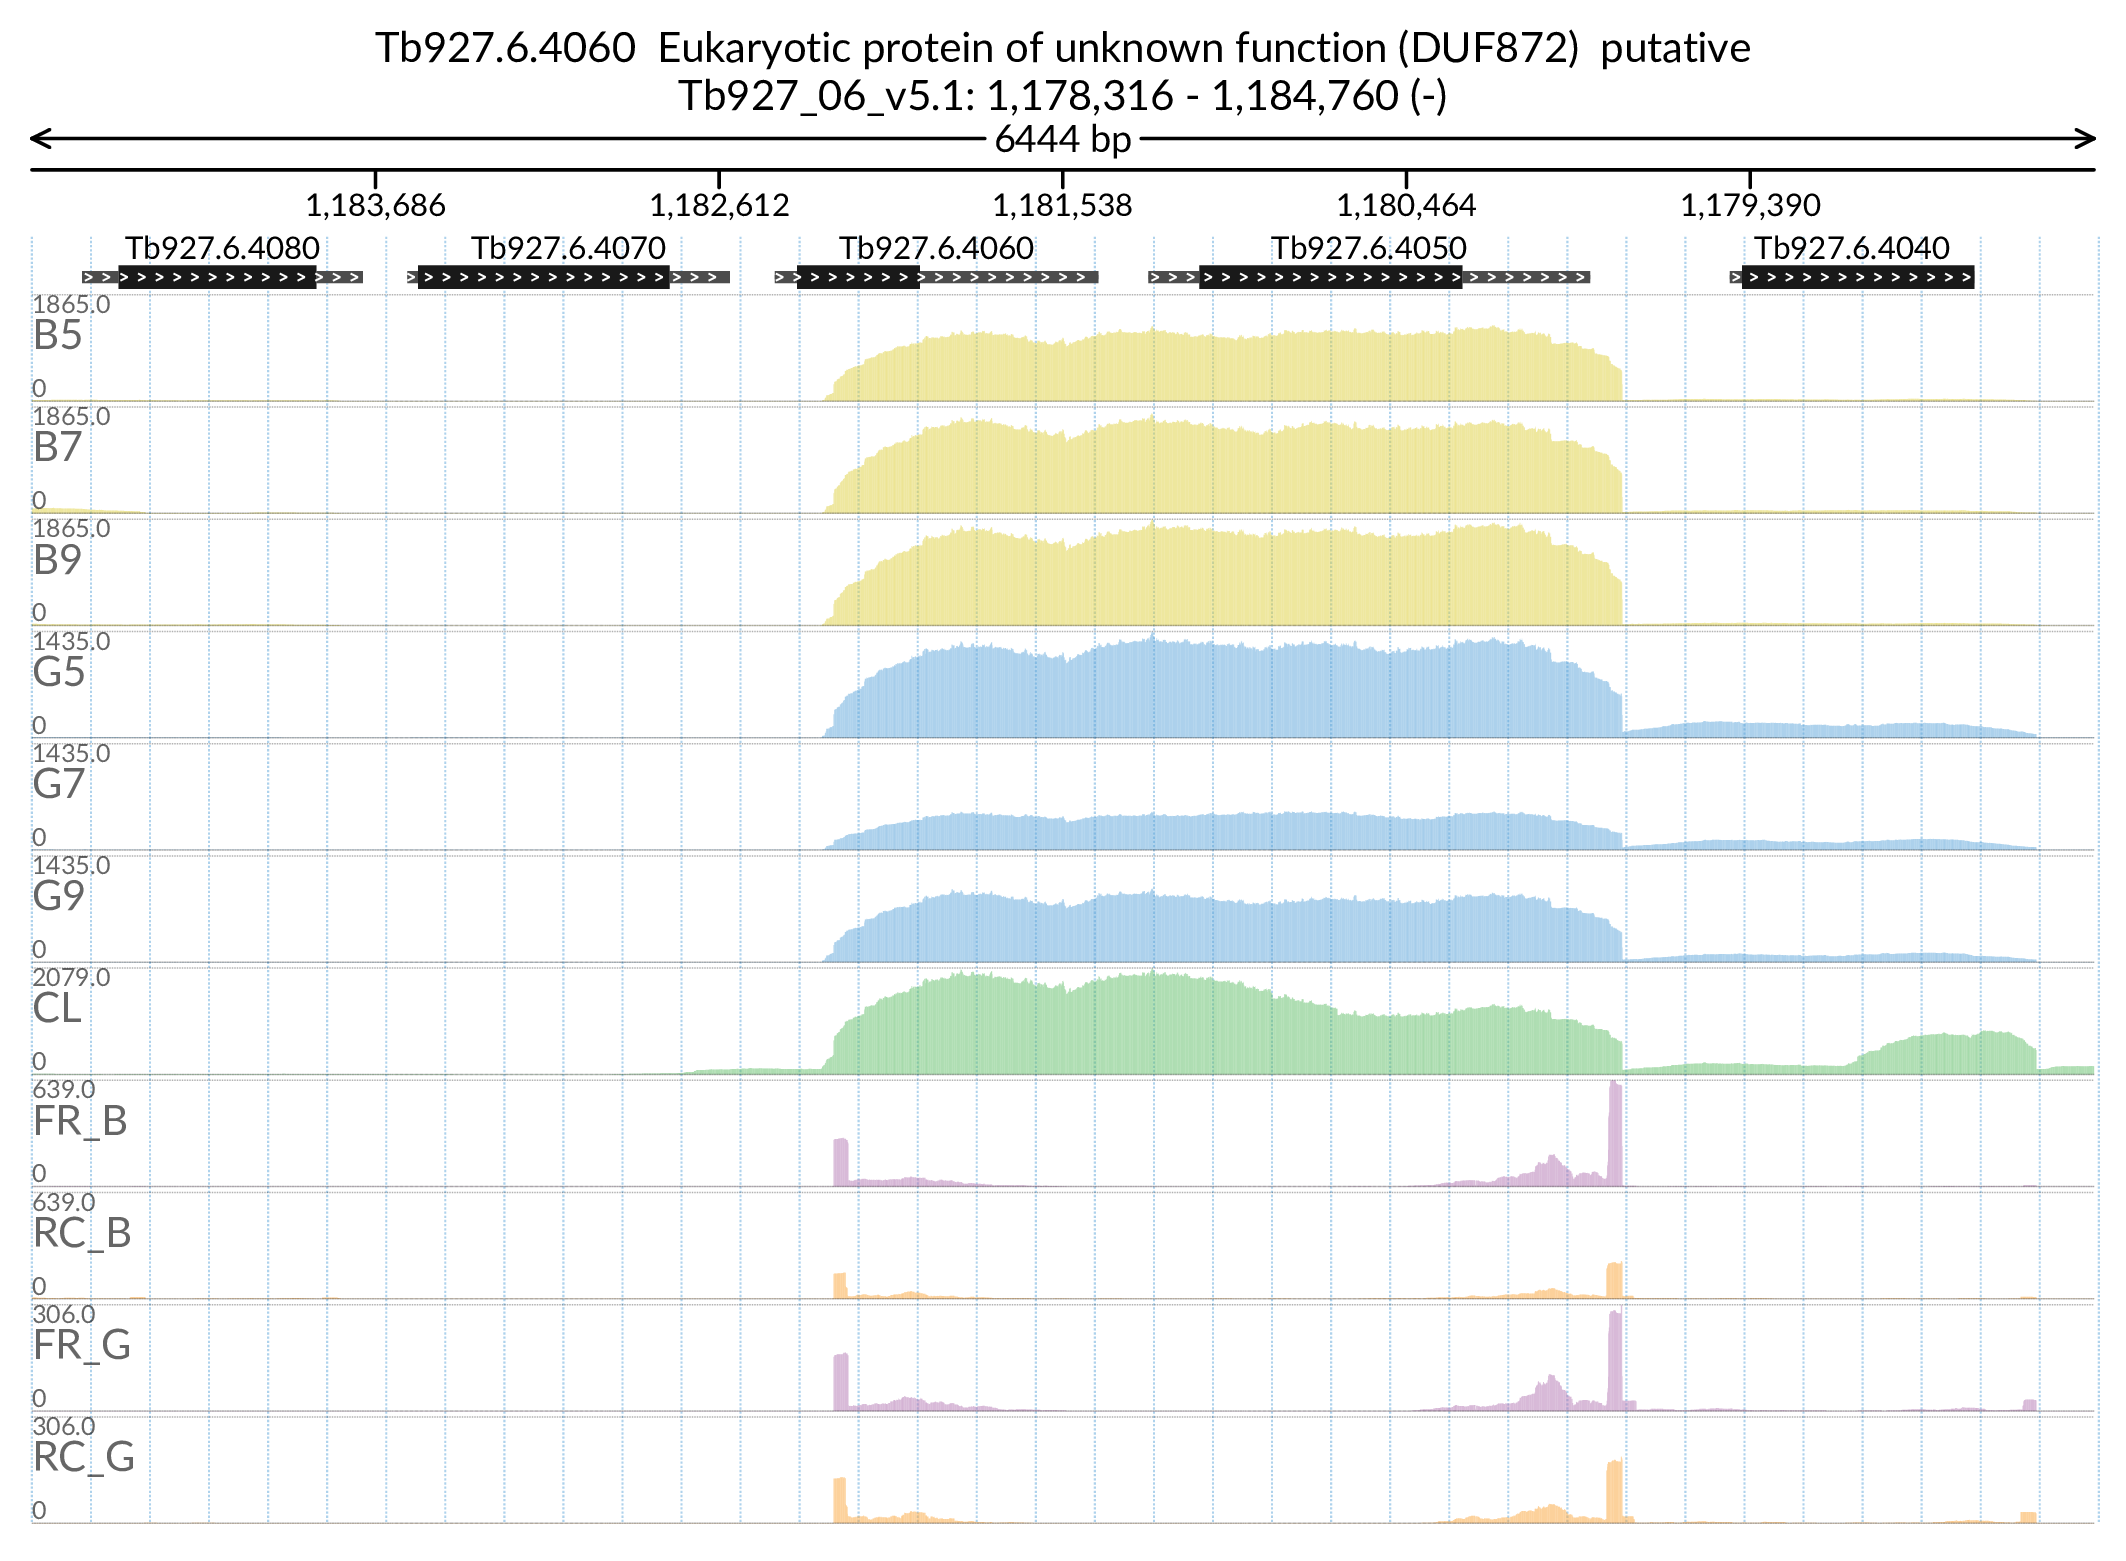 Tb927.6.4060  Eukaryotic protein of unknown function (DUF872)  putative
Tb927_06_v5.1: 1,178,316 - 1,184,760 (-)
6444 bp
1,183,686 1,182,612 1,181,538 1,180,464 1,179,390
Tb927.6.4080 Tb927.6.4070 Tb927.6.4060 Tb927.6.4050 Tb927.6.4040
1865.0
B5
0
1865.0
B7
0
1865.0
B9
0
1435.0
G5
0
1435.0
G7
0
1435.0
G9
0
2079.0
CL
0
639.0
FR_B
0
639.0
RC_B
0
306.0
FR_G
0
306.0
RC_G
0